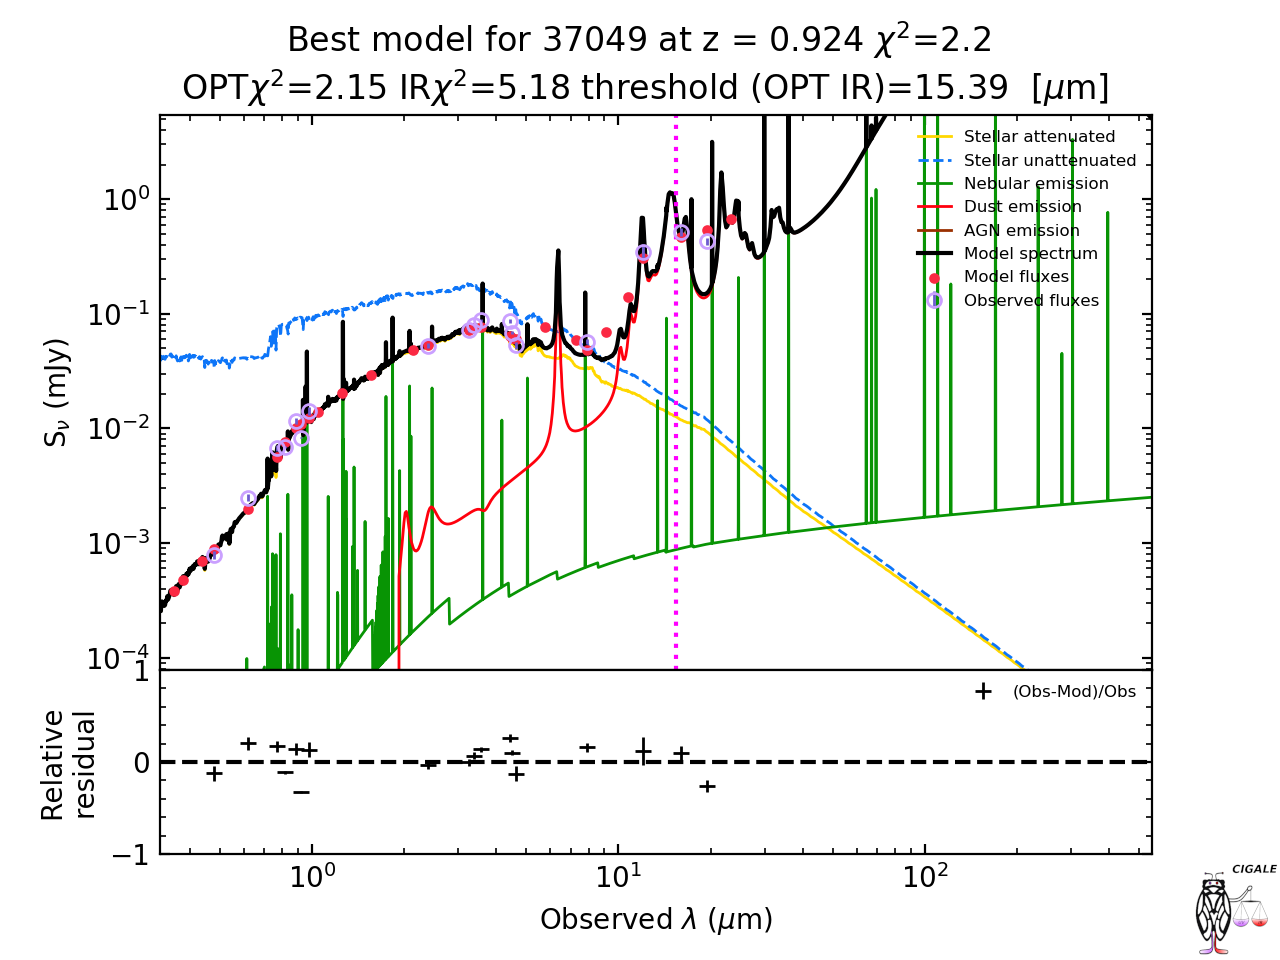 Best model for 37049 at z = 0.924 χ²=2.2
OPTχ²=2.15 IRχ²=5.18 threshold (OPT IR)=15.39  [μm]
Stellar attenuated
Stellar unattenuated
Nebular emission
Dust emission
AGN emission
Model spectrum
Model fluxes
Observed fluxes
10⁰
10⁻¹
10⁻²
10⁻³
10⁻⁴
S_ν (mJy)
(Obs-Mod)/Obs
1
0
−1
Relative
residual
10⁰ 10¹ 10²
Observed λ (μm)
CIGALE